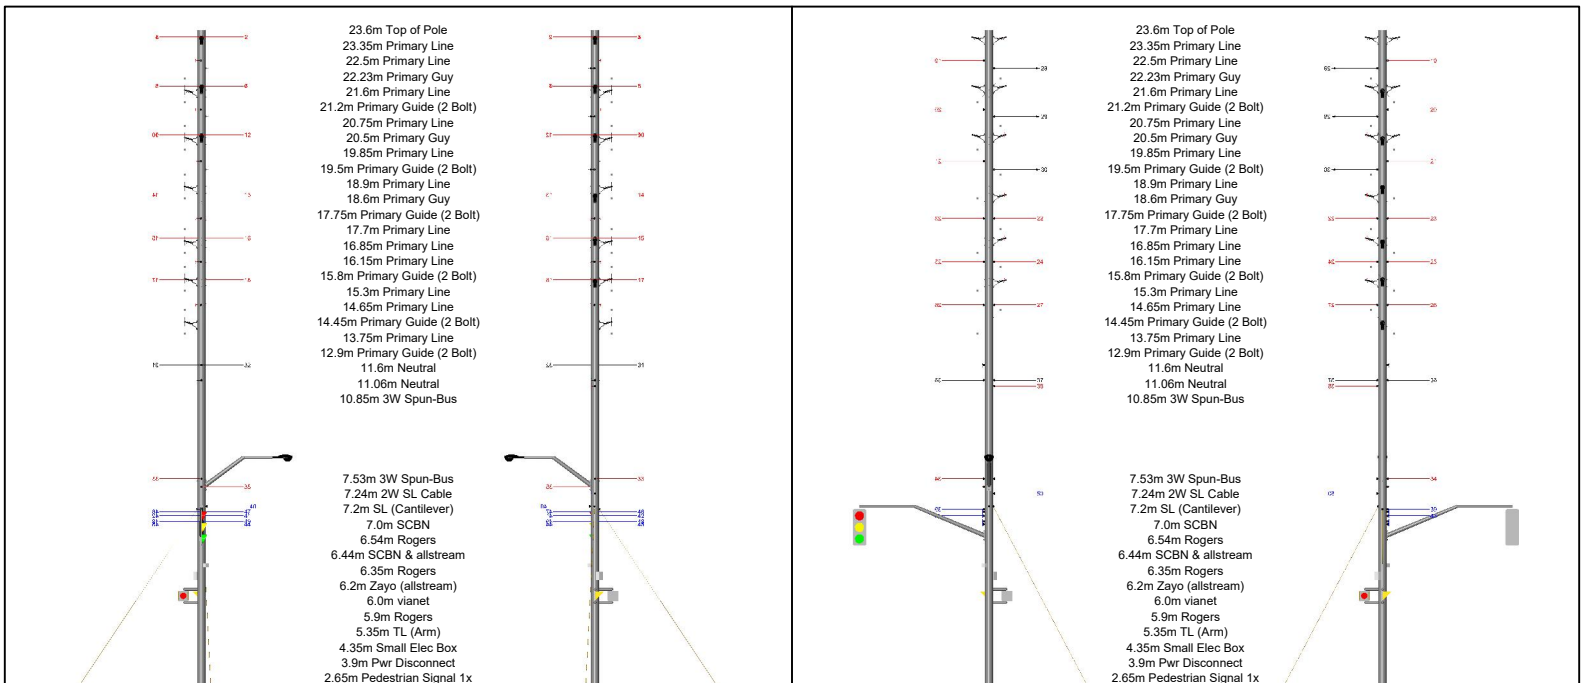 23.6m Top of Pole
23.35m Primary Line
22.5m Primary Line
22.23m Primary Guy
21.6m Primary Line
21.2m Primary Guide (2 Bolt)
20.75m Primary Line
20.5m Primary Guy
19.85m Primary Line
19.5m Primary Guide (2 Bolt)
18.9m Primary Line
18.6m Primary Guy
17.75m Primary Guide (2 Bolt)
17.7m Primary Line
16.85m Primary Line
16.15m Primary Line
15.8m Primary Guide (2 Bolt)
15.3m Primary Line
14.65m Primary Line
14.45m Primary Guide (2 Bolt)
13.75m Primary Line
12.9m Primary Guide (2 Bolt)
11.6m Neutral
11.06m Neutral
10.85m 3W Spun-Bus
7.53m 3W Spun-Bus
7.24m 2W SL Cable
7.2m SL (Cantilever)
7.0m SCBN
6.54m Rogers
6.44m SCBN & allstream
6.35m Rogers
6.2m Zayo (allstream)
6.0m vianet
5.9m Rogers
5.35m TL (Arm)
4.35m Small Elec Box
3.9m Pwr Disconnect
2.65m Pedestrian Signal 1x
23.6m Top of Pole
23.35m Primary Line
22.5m Primary Line
22.23m Primary Guy
21.6m Primary Line
21.2m Primary Guide (2 Bolt)
20.75m Primary Line
20.5m Primary Guy
19.85m Primary Line
19.5m Primary Guide (2 Bolt)
18.9m Primary Line
18.6m Primary Guy
17.75m Primary Guide (2 Bolt)
17.7m Primary Line
16.85m Primary Line
16.15m Primary Line
15.8m Primary Guide (2 Bolt)
15.3m Primary Line
14.65m Primary Line
14.45m Primary Guide (2 Bolt)
13.75m Primary Line
12.9m Primary Guide (2 Bolt)
11.6m Neutral
11.06m Neutral
10.85m 3W Spun-Bus
7.53m 3W Spun-Bus
7.24m 2W SL Cable
7.2m SL (Cantilever)
7.0m SCBN
6.54m Rogers
6.44m SCBN & allstream
6.35m Rogers
6.2m Zayo (allstream)
6.0m vianet
5.9m Rogers
5.35m TL (Arm)
4.35m Small Elec Box
3.9m Pwr Disconnect
2.65m Pedestrian Signal 1x